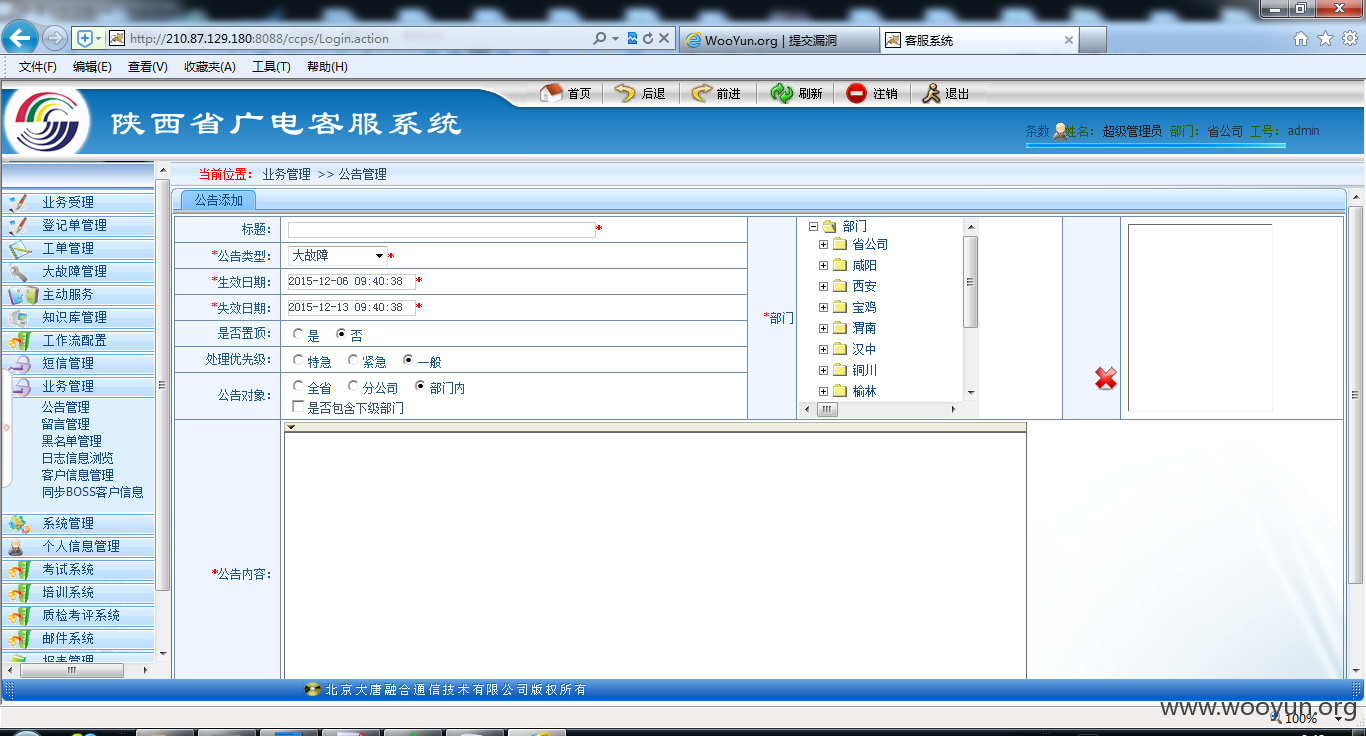 http://210.87.129.180:8088/ccps/Login.action
WooYun.org | 提交漏洞
客服系统
文件(F) 编辑(E) 查看(V) 收藏夹(A) 工具(T) 帮助(H)
首页 后退 前进 刷新 注销 退出
陕西省广电客服系统
条数 姓名: 超级管理员 部门: 省公司 工号: admin
当前位置: 业务管理 >> 公告管理
业务受理
登记单管理
工单管理
大故障管理
主动服务
知识库管理
工作流配置
短信管理
业务管理
公告管理
留言管理
黑名单管理
日志信息浏览
客户信息管理
同步BOSS客户信息
系统管理
个人信息管理
考试系统
培训系统
质检考评系统
邮件系统
报表管理
公告添加
标题: *
*公告类型: 大故障 *
*生效日期: 2015-12-06 09:40:38 *
*失效日期: 2015-12-13 09:40:38 *
是否置顶: 是 否
处理优先级: 特急 紧急 一般
公告对象: 全省 分公司 部门内
是否包含下级部门
*部门
部门
省公司
咸阳
西安
宝鸡
渭南
汉中
铜川
榆林
*公告内容:
北京大唐融合通信技术有限公司版权所有
www.wooyun.org
100%